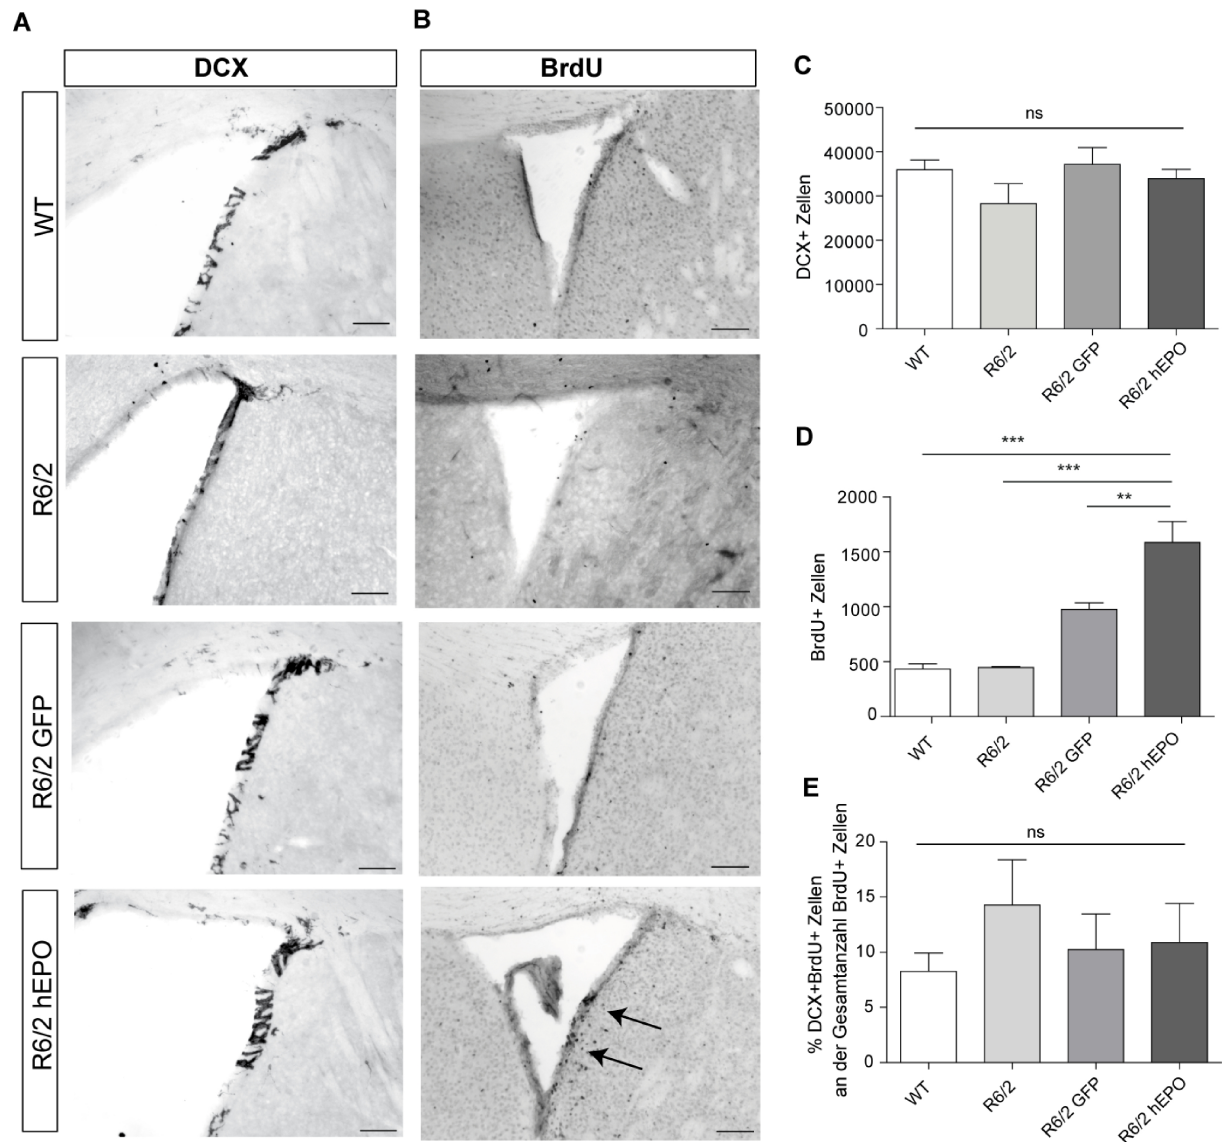 A
B
DCX
BrdU
WT
R6/2
R6/2 GFP
R6/2 hEPO
C
50000
40000
30000
20000
10000
0
DCX+ Zellen
ns
WT
R6/2
R6/2 GFP
R6/2 hEPO
D
***
***
**
2000
1500
1000
500
0
BrdU+ Zellen
WT
R6/2
R6/2 GFP
R6/2 hEPO
E
20
15
10
5
0
% DCX+BrdU+ Zellen
an der Gesamtanzahl BrdU+ Zellen
ns
WT
R6/2
R6/2 GFP
R6/2 hEPO